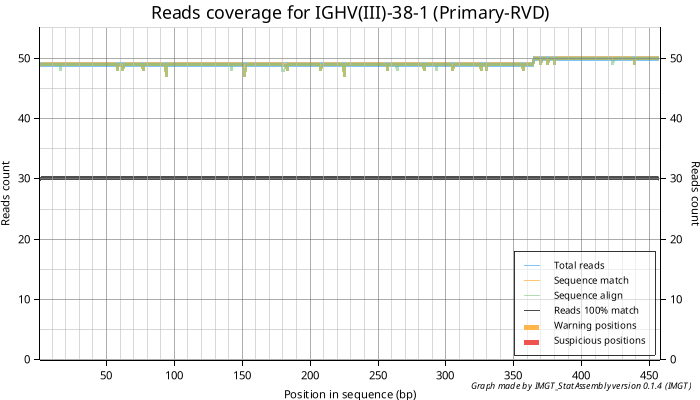 Reads coverage for IGHV(III)-38-1 (Primary-RVD)
50
40
30
20
10
0
Reads count
50
40
30
20
10
0
Reads count
50
100
150
200
250
300
350
400
450
Position in sequence (bp)
Total reads
Sequence match
Sequence align
Reads 100% match
Warning positions
Suspicious positions
Graph made by IMGT_StatAssembly version 0.1.4 (IMGT)